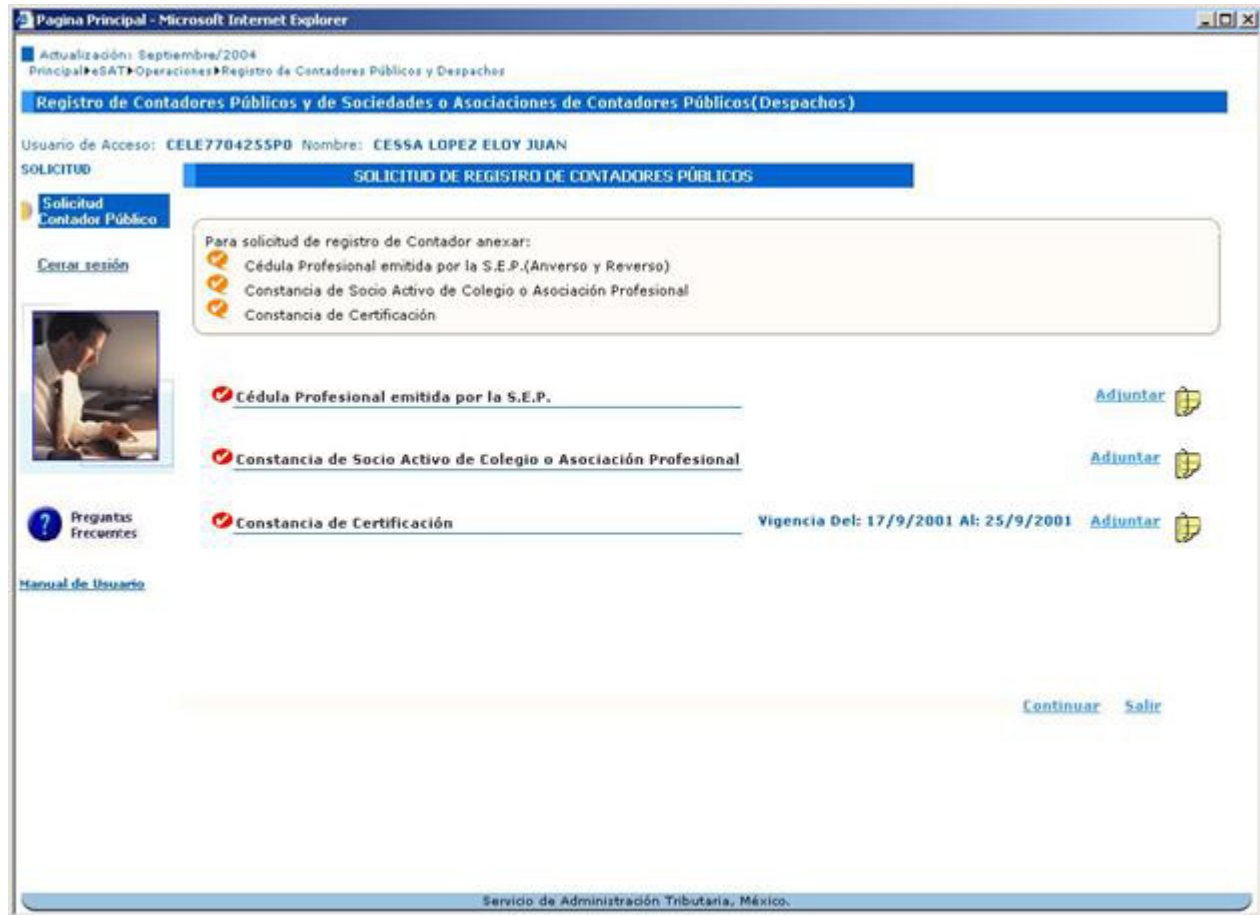 Pagina Principal - Microsoft Internet Explorer
Actualización: Septiembre/2004
Principal▶eSAT▶Operaciones▶Registro de Contadores Públicos y Despachos
Registro de Contadores Públicos y de Sociedades o Asociaciones de Contadores Públicos(Despachos)
Usuario de Acceso: CELE7704255P0 Nombre: CESSA LOPEZ ELOY JUAN
SOLICITUD
SOLICITUD DE REGISTRO DE CONTADORES PÚBLICOS
Solicitud
Contador Público
Cerrar sesión
Para solicitud de registro de Contador anexar:
Cédula Profesional emitida por la S.E.P.(Anverso y Reverso)
Constancia de Socio Activo de Colegio o Asociación Profesional
Constancia de Certificación
Cédula Profesional emitida por la S.E.P. Adjuntar
Constancia de Socio Activo de Colegio o Asociación Profesional Adjuntar
Constancia de Certificación Vigencia Del: 17/9/2001 Al: 25/9/2001 Adjuntar
? Preguntas
Frecuentes
Manual de Usuario
Continuar Salir
Servicio de Administración Tributaria, México.